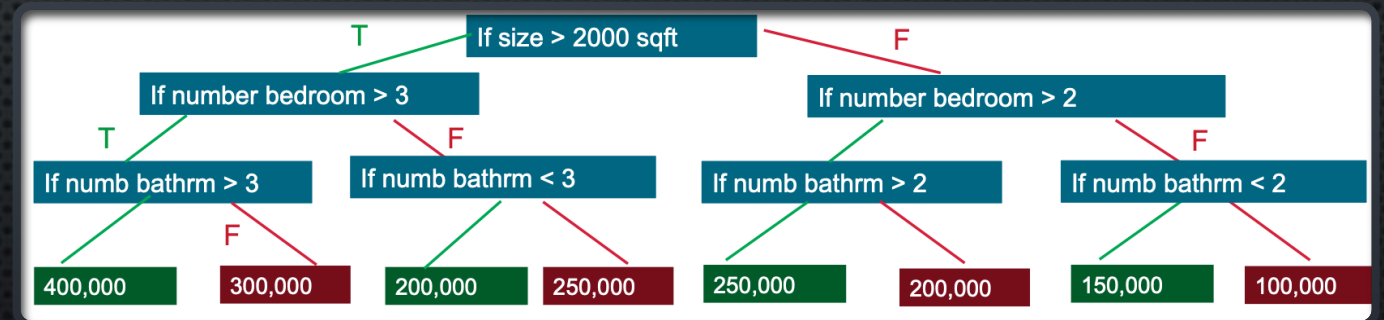 T
If size > 2000 sqft
F
If number bedroom > 3
If number bedroom > 2
T
F
F
If numb bathrm > 3
If numb bathrm < 3
If numb bathrm > 2
If numb bathrm < 2
F
400,000
300,000
200,000
250,000
250,000
200,000
150,000
100,000